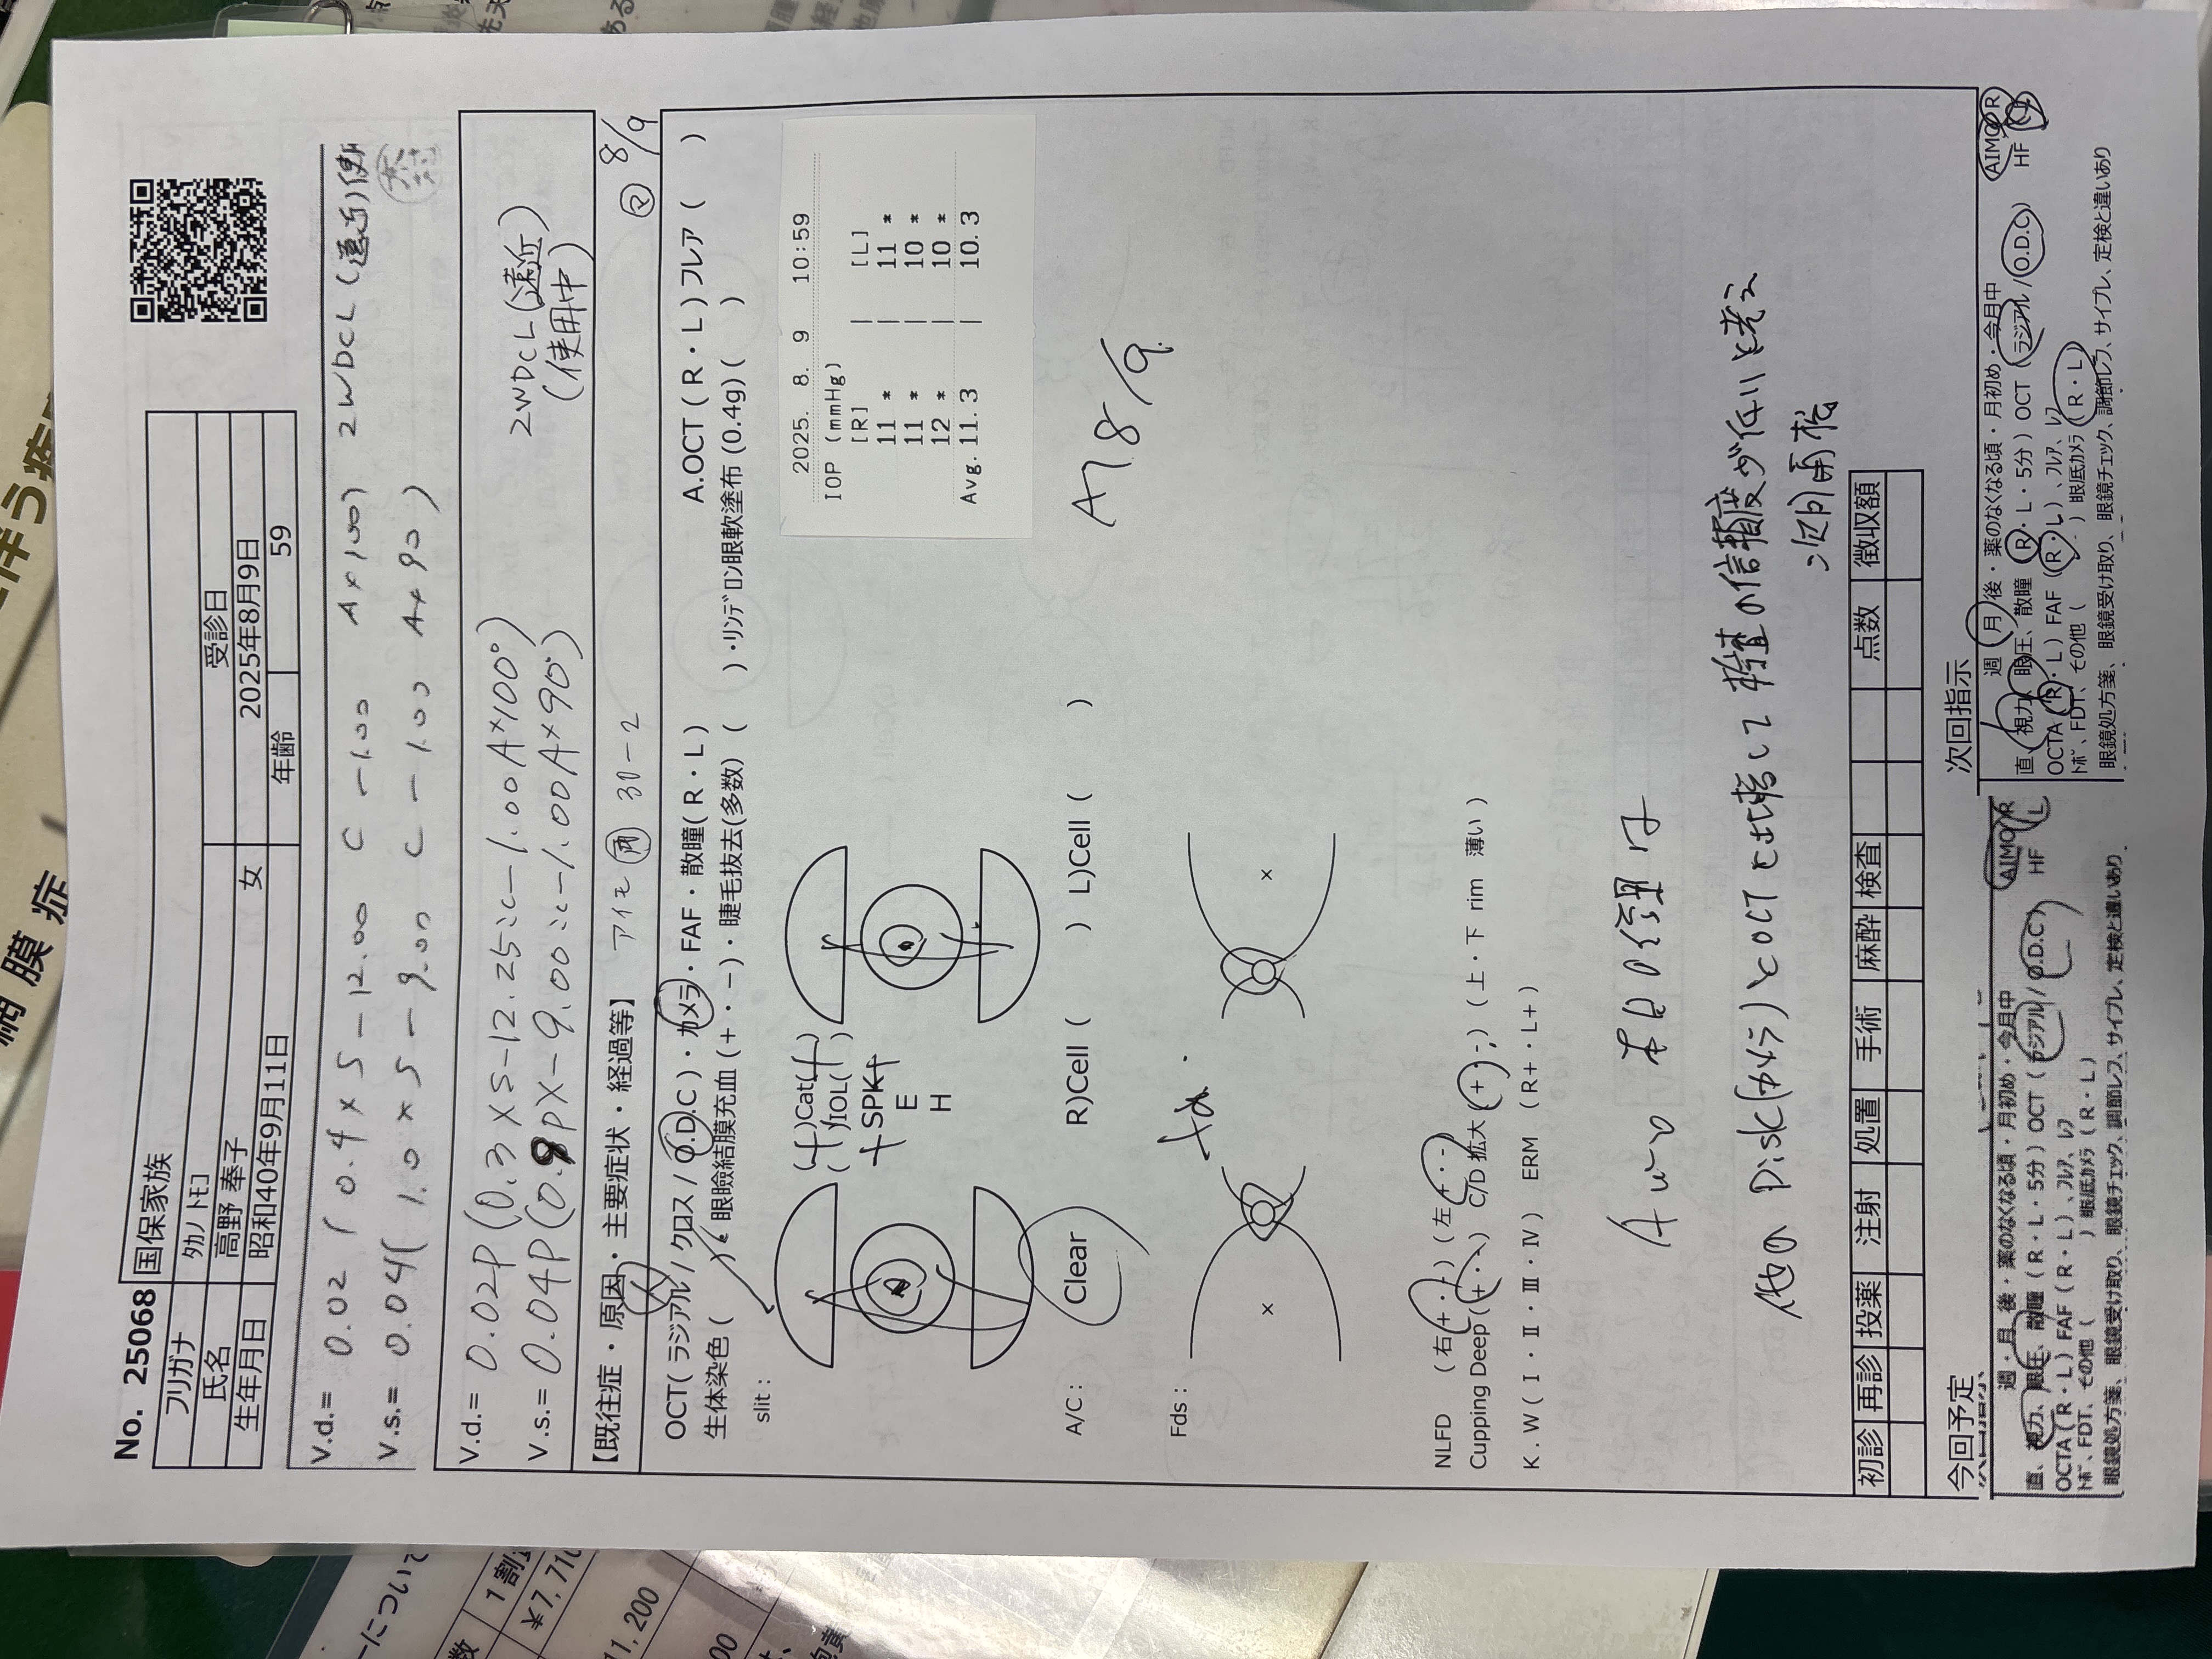 網膜症
伴う疾
No. 25068 国保家族
フリガナ ﾀｶﾉ ﾄﾓｺ
氏名 高野 奉子 女 受診日
生年月日 昭和40年9月11日 2025年8月9日
年齢 59
V.d.= 0.02 ( 0.4 × S - 12.00 C - 1.00 A×100) 2WDCL (遠近)使用
V.s.= 0.04( 1.0 × S - 9.00 C - 1.00 A×90 )
V.d.= 0.02P (0.3 × S-12.25:c-1.00A×100°)
V.s.= 0.04P(0.9p×-9.00:c-1.00A×90°)
2WDCL (遠近)
(使用中)
【既往症・原因・主要症状・経過等】 アイモ 両 30-2 マ 8/9
OCT( ラジアル / クロス / O.D.C )・カメラ・FAF・散瞳( R・L ) A.OCT ( R・L ) フレア ( )
生体染色 ( )・眼瞼結膜充血 (+・−)・睫毛抜去(多数) ( )・ﾘﾝﾃﾞﾛﾝ眼軟塗布 (0.4g) ( )
slit :
( + )Cat( + )
( )IOL( )
+ SPK +
E
H
2025. 8. 9 10:59
IOP (mmHg)
[R] | [L]
11 * | 11 *
11 * | 10 *
12 * | 10 *
Avg. 11.3 | 10.3
A/C : Clear R)Cell ( ) L)Cell ( )
8/9
Fds :
NLFD (右 +・-) (左 +・-)
Cupping Deep (+・-) C/D 拡大 (+・-) (上・下 rim 薄い )
K.W( Ⅰ・Ⅱ・Ⅲ・Ⅳ) ERM (R+・L+)
本日の結果は
他の Disk(カメラ)とOCTと比較して 検査の信頼度が低いと考え
次回再検
初診 再診 投薬 注射 処置 手術 麻酔 検査 点数 徴収額
今回予定
次回指示
週・月 後・薬のなくなる頃・月初め・今月中 AIMO R
直、視力、眼圧、散瞳 ( R・L・5分 ) OCT ( ラジアル / O.D.C ) HF L
OCTA ( R・L ) FAF ( R・L )、ﾌﾚｱ、ﾚﾌ
ﾄﾎﾟ、FDT、その他 ( ) 眼底カメラ ( R・L )
眼鏡処方箋、眼鏡受け取り、眼鏡チェック、調節レフ、サイプレ、定検と違いあり
次回指示
週 月 後・薬のなくなる頃・月初め・今月中 AIMO R
直、視力、眼圧、散瞳 ( R・L・5分 ) OCT ( ラジアル / O.D.C ) HF L
OCTA ( R・L ) FAF ( R・L )、ﾌﾚｱ、ﾚﾌ
ﾄﾎﾟ、FDT、その他 ( ) 眼底カメラ ( R・L )
眼鏡処方箋、眼鏡受け取り、眼鏡チェック、調節レフ、サイプレ、定検と違いあり
ーについて
数 1割
¥7,710
11,200